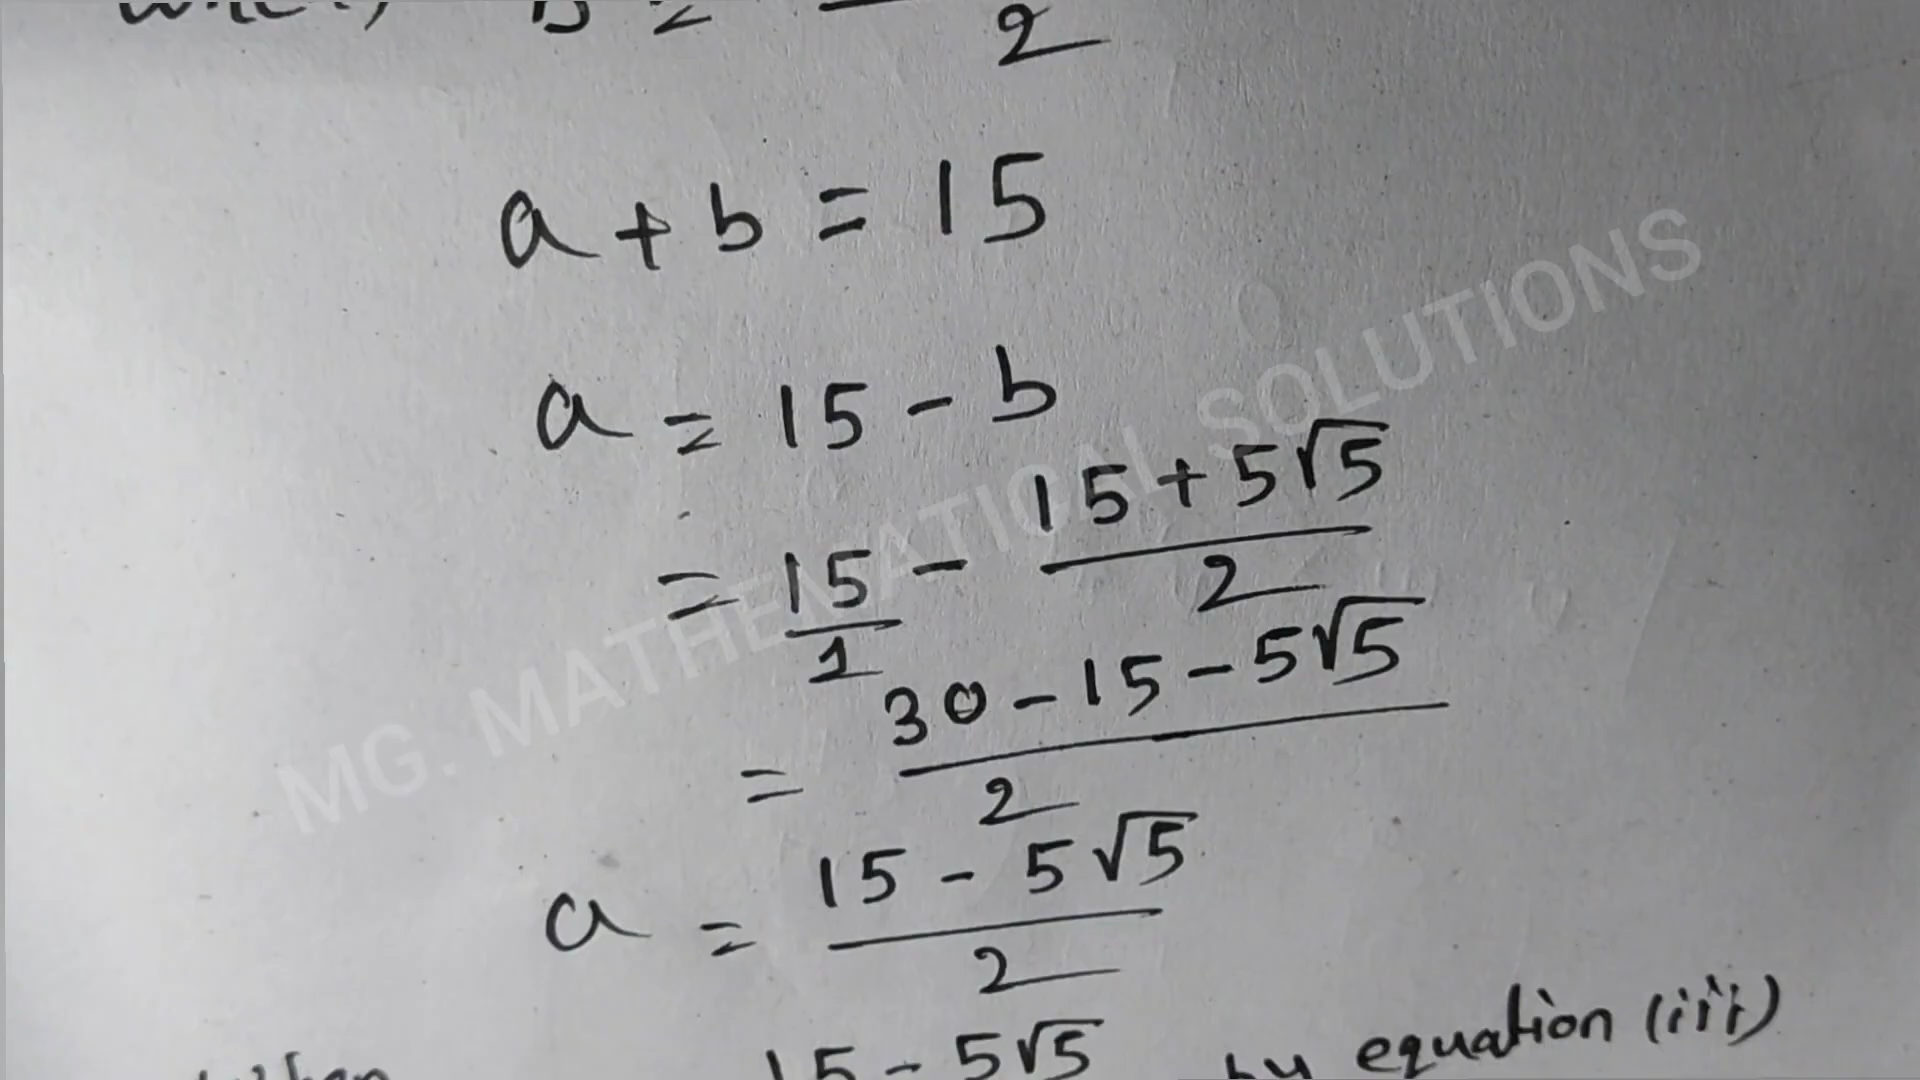 2
a + b = 15
a = 15 - b
= 15/1 - (15 + 5√5)/2
= (30 - 15 - 5√5)/2
a = (15 - 5√5)/2
15 - 5√5 by equation (iii)
MG. MATHEMATICAL SOLUTIONS